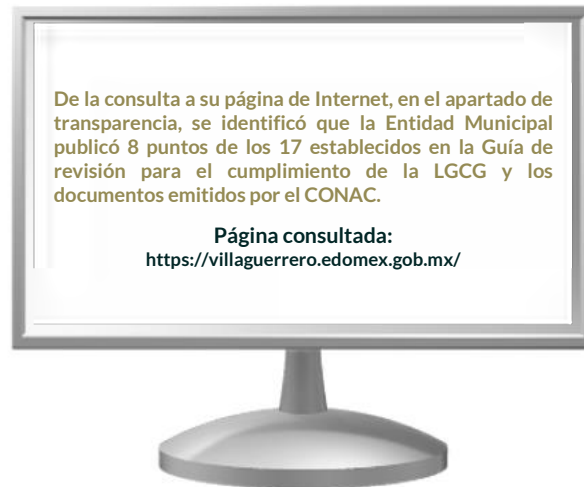 De la consulta a su página de Internet, en el apartado de
transparencia, se identificó que la Entidad Municipal
publicó 8 puntos de los 17 establecidos en la Guía de
revisión para el cumplimiento de la LGCG y los
documentos emitidos por el CONAC.
Página consultada:
https://villaguerrero.edomex.gob.mx/